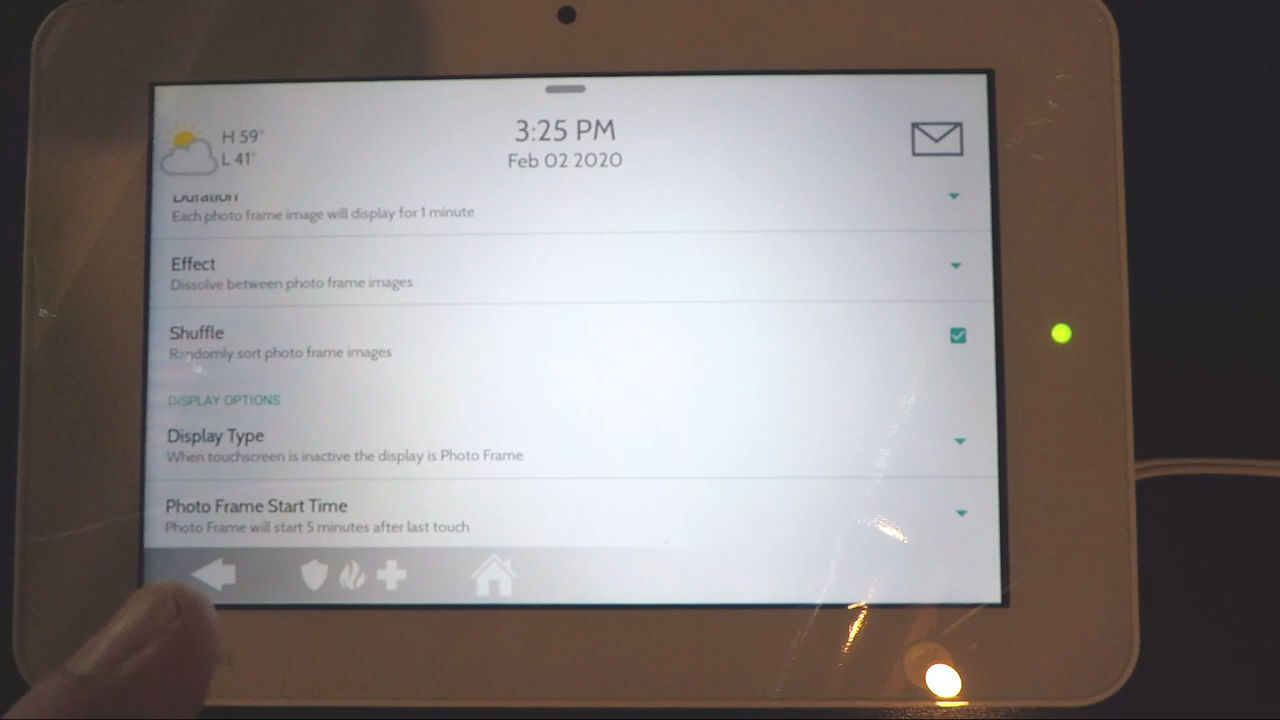 H 59°
L 41°
3:25 PM
Feb 02 2020
Duration
Each photo frame image will display for 1 minute
Effect
Dissolve between photo frame images
Shuffle
Randomly sort photo frame images
DISPLAY OPTIONS
Display Type
When touchscreen is inactive the display is Photo Frame
Photo Frame Start Time
Photo Frame will start 5 minutes after last touch